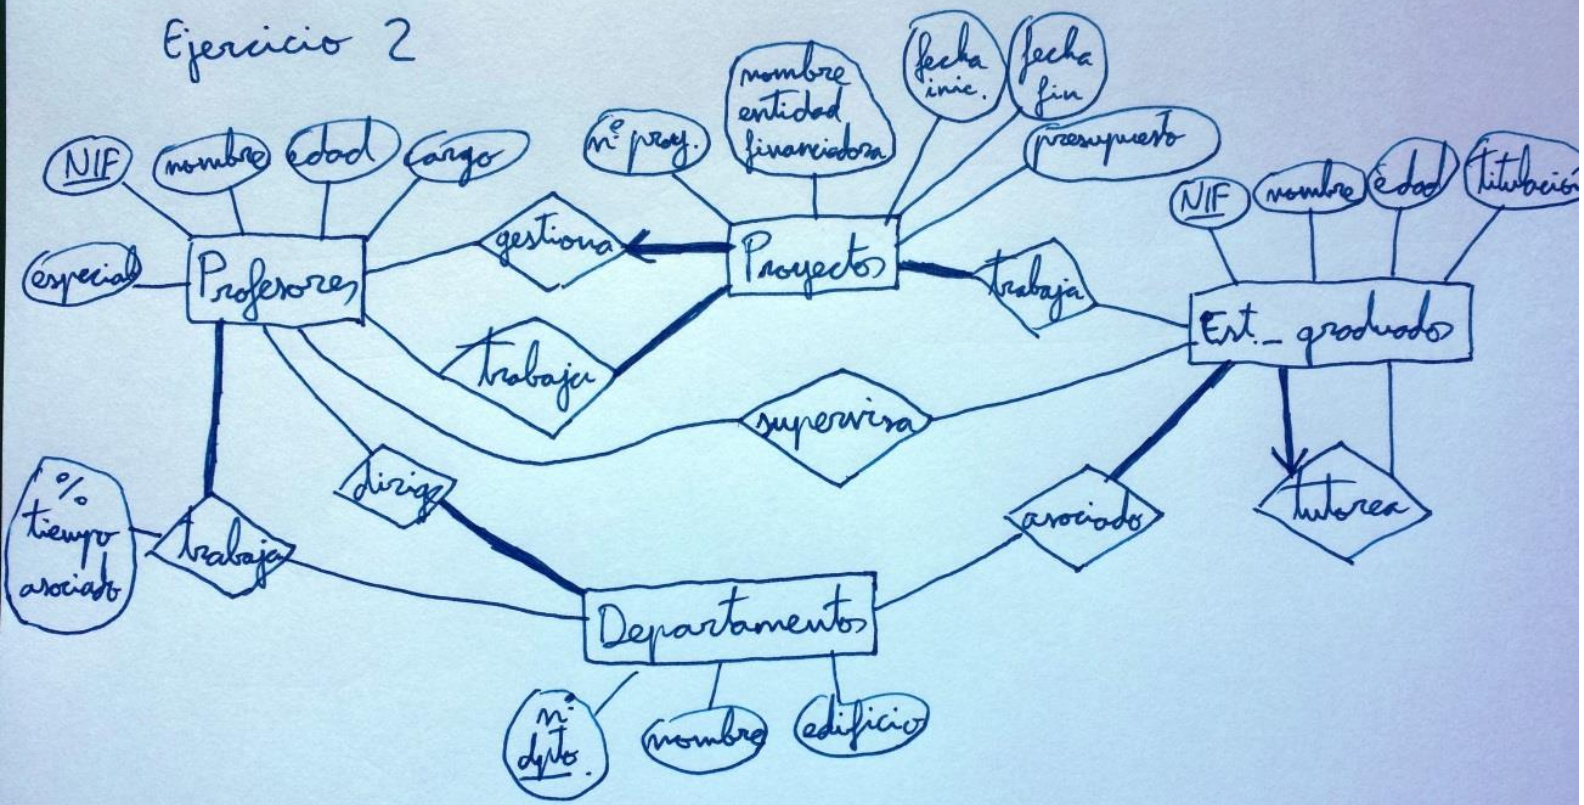 Ejercicio 2
NIF
nombre
edad
cargo
especial
Profesores
gestiona
nº proy.
nombre
entidad
financiadora
fecha
inic.
fecha
fin
presupuesto
Proyectos
trabaja
NIF
nombre
edad
titulación
Est._graduados
trabaja
supervisa
%
tiempo
asociado
trabaja
dirige
asociado
tutorea
Departamentos
nº
dpto.
nombre
edificio